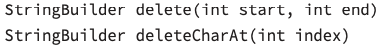 StringBuilder delete(int start, int end)
StringBuilder deleteCharAt(int index)